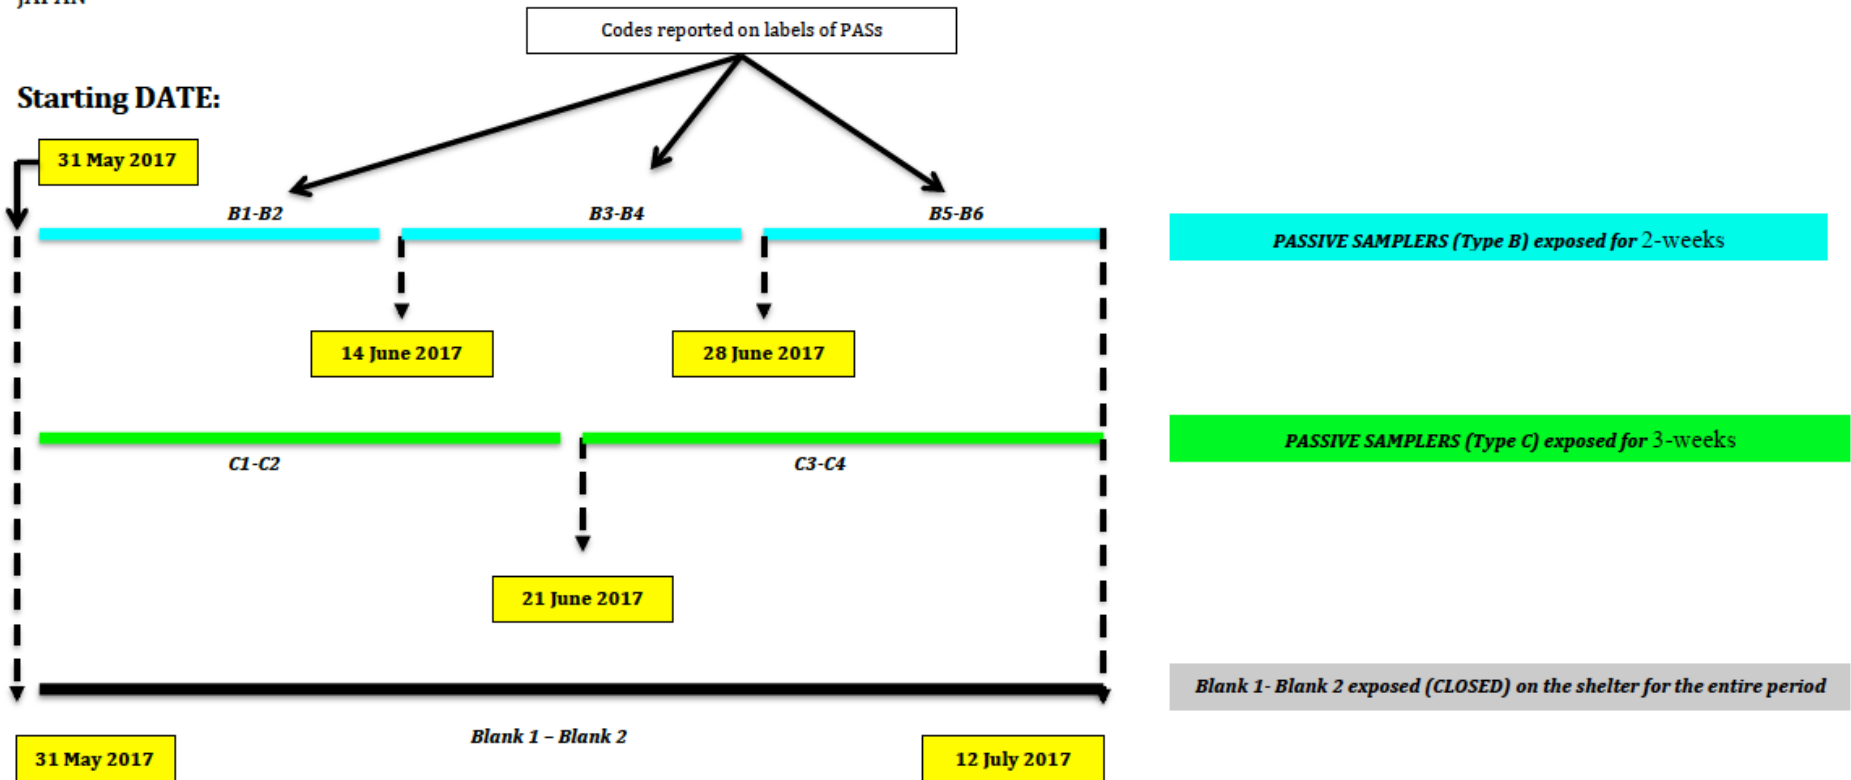 JAPAN
Codes reported on labels of PASs
Starting DATE:
31 May 2017
B1-B2
B3-B4
B5-B6
PASSIVE SAMPLERS (Type B) exposed for 2-weeks
14 June 2017
28 June 2017
PASSIVE SAMPLERS (Type C) exposed for 3-weeks
C1-C2
C3-C4
21 June 2017
Blank 1- Blank 2 exposed (CLOSED) on the shelter for the entire period
Blank 1 – Blank 2
31 May 2017
12 July 2017